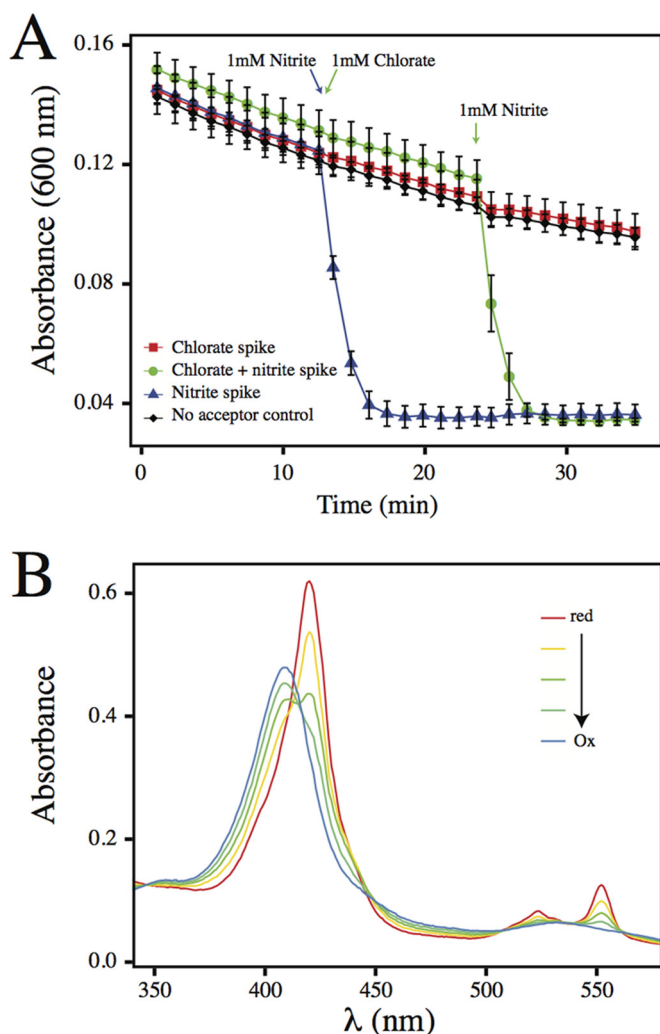 A
0.16
0.12
0.08
0.04
Absorbance (600 nm)
1mM Nitrite
1mM Chlorate
1mM Nitrite
Chlorate spike
Chlorate + nitrite spike
Nitrite spike
No acceptor control
0
10
20
30
Time (min)
B
0.6
0.4
0.2
0.0
Absorbance
red
Ox
350
400
450
500
550
λ (nm)